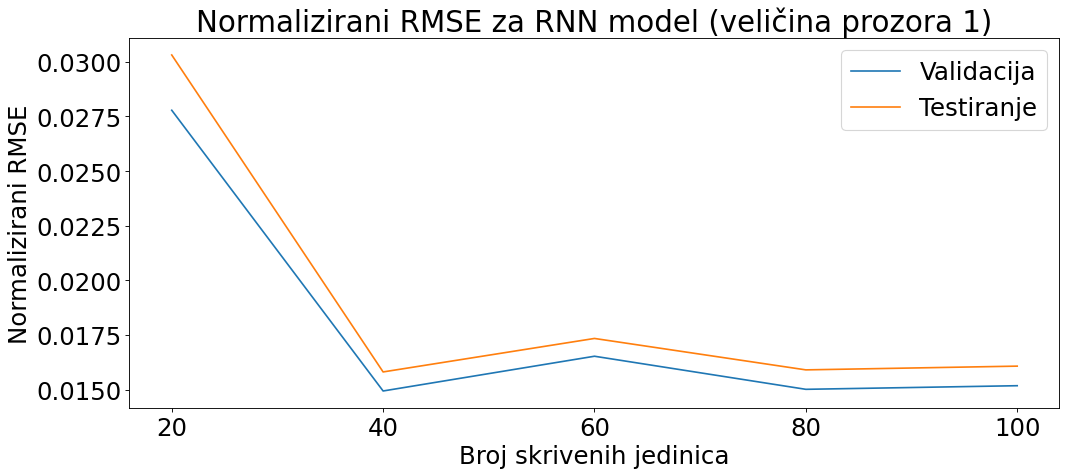 Normalizirani RMSE za RNN model (veličina prozora 1)
Validacija
Testiranje
Normalizirani RMSE
0.0300
0.0275
0.0250
0.0225
0.0200
0.0175
0.0150
20 40 60 80 100
Broj skrivenih jedinica